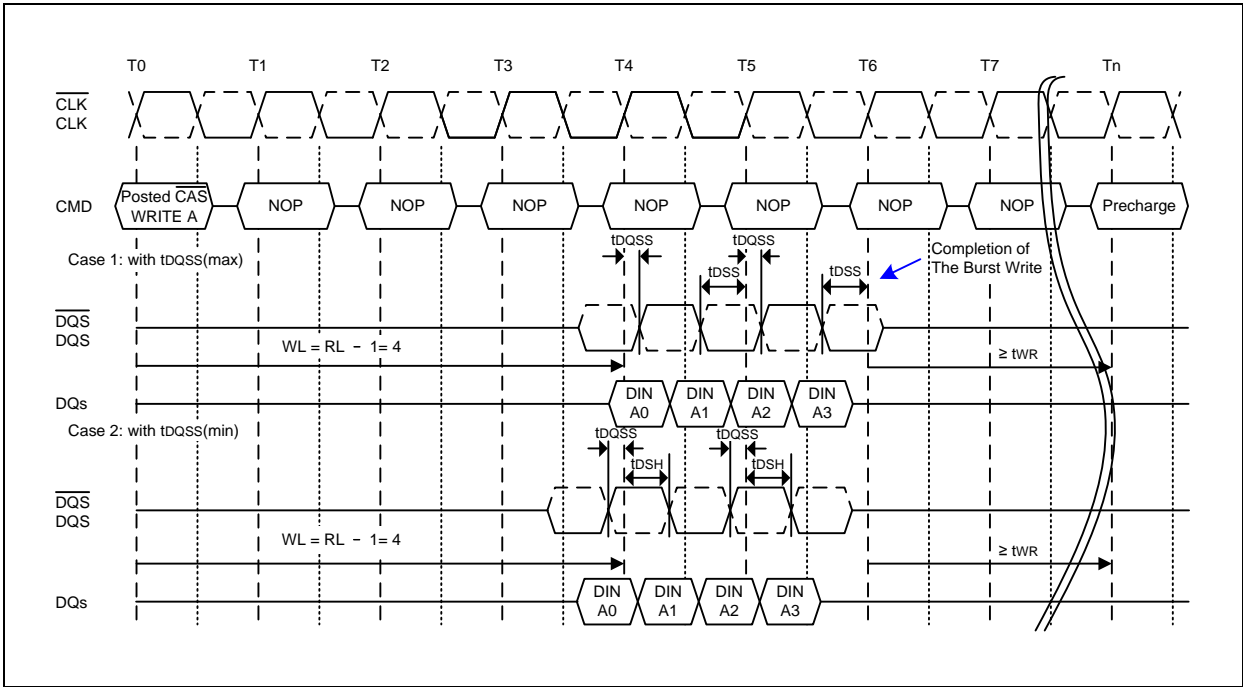 T0 T1 T2 T3 T4 T5 T6 T7 Tn
CLK
CLK
CMD
Posted CAS
WRITE A
NOP NOP NOP NOP NOP NOP NOP Precharge
Case 1: with tDQSS(max)
tDQSS tDQSS
Completion of
The Burst Write
tDSS tDSS
DQS
DQS
WL = RL − 1= 4
≥ tWR
DQs
DIN DIN DIN DIN
A0 A1 A2 A3
Case 2: with tDQSS(min)
tDQSS tDQSS
tDSH tDSH
DQS
DQS
WL = RL − 1= 4
≥ tWR
DQs
DIN DIN DIN DIN
A0 A1 A2 A3